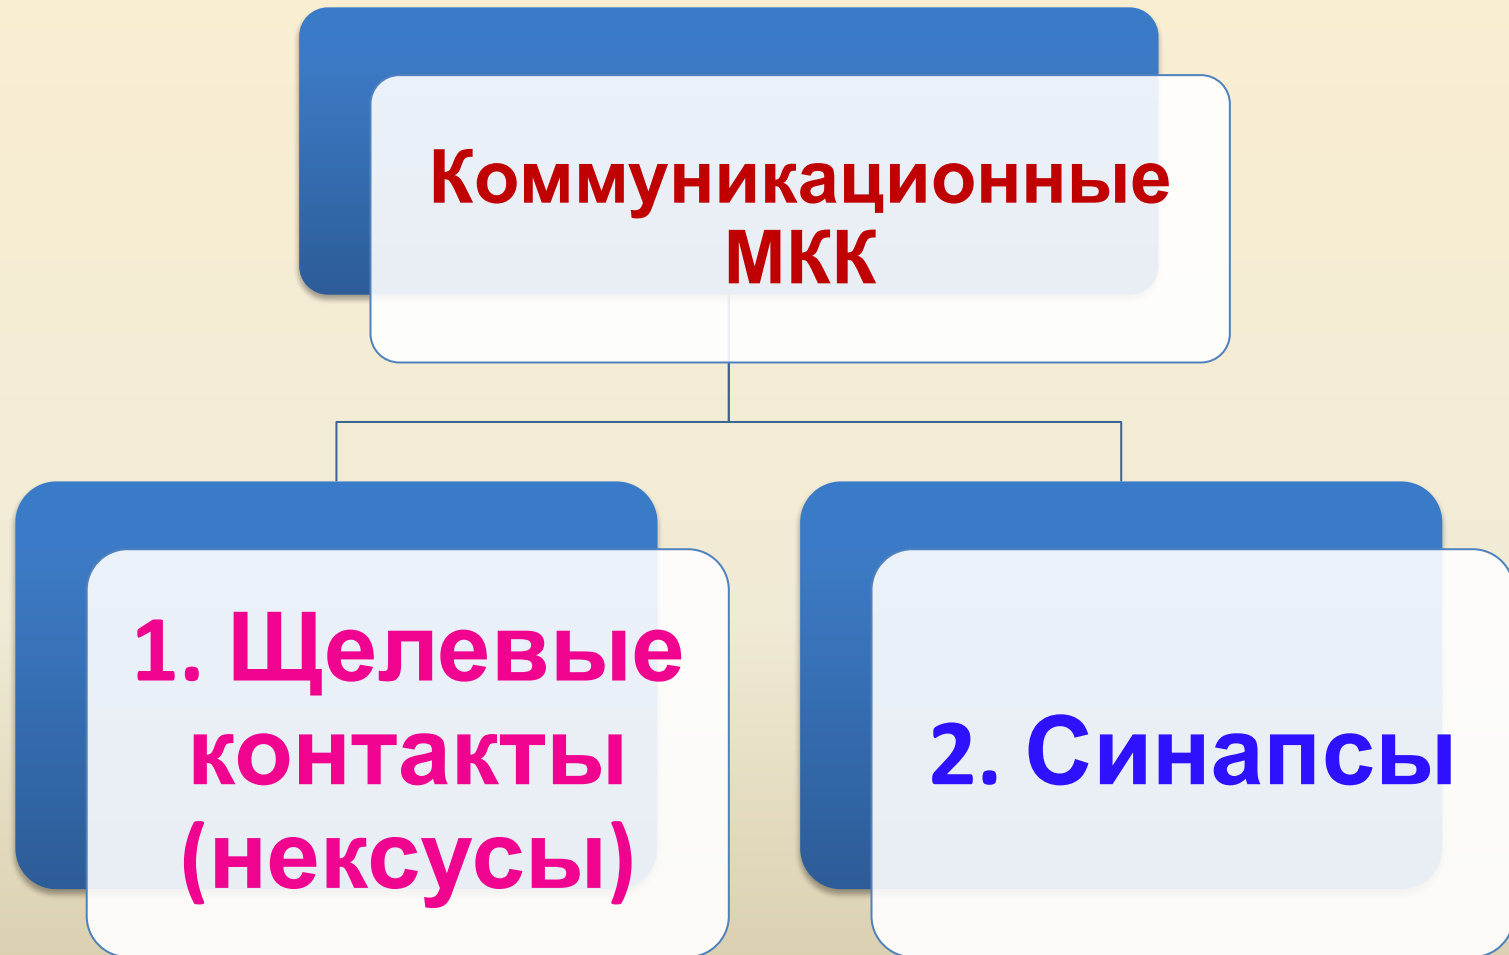 Коммуникационные
МКК
1. Щелевые
контакты
(нексусы)
2. Синапсы